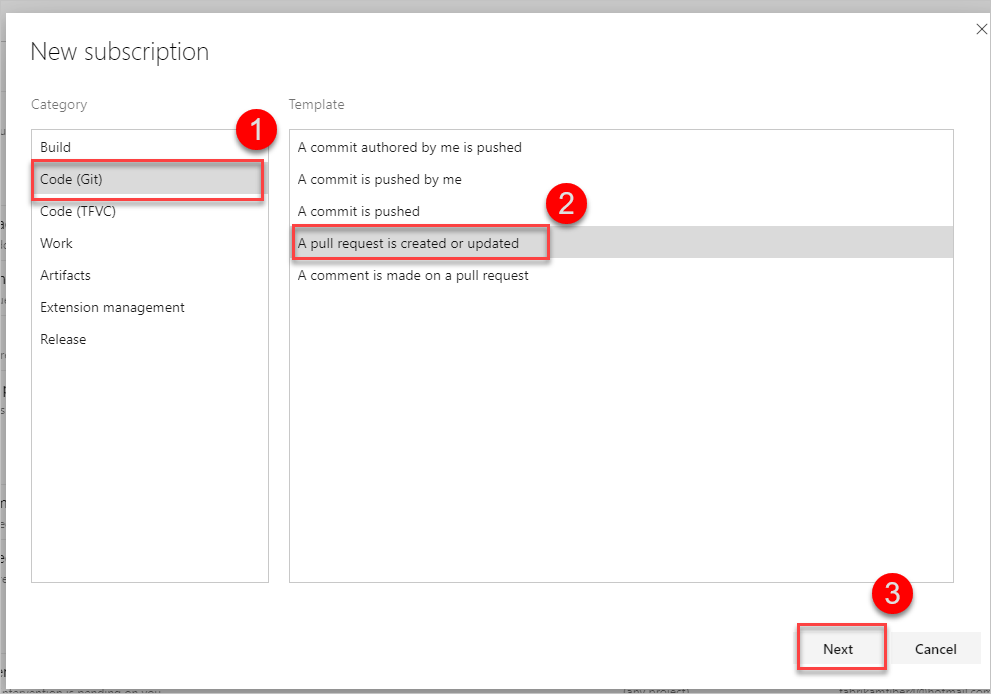 New subscription
Category
Template
1
Build
Code (Git)
Code (TFVC)
Work
Artifacts
Extension management
Release
A commit authored by me is pushed
A commit is pushed by me
A commit is pushed
2
A pull request is created or updated
A comment is made on a pull request
3
Next
Cancel